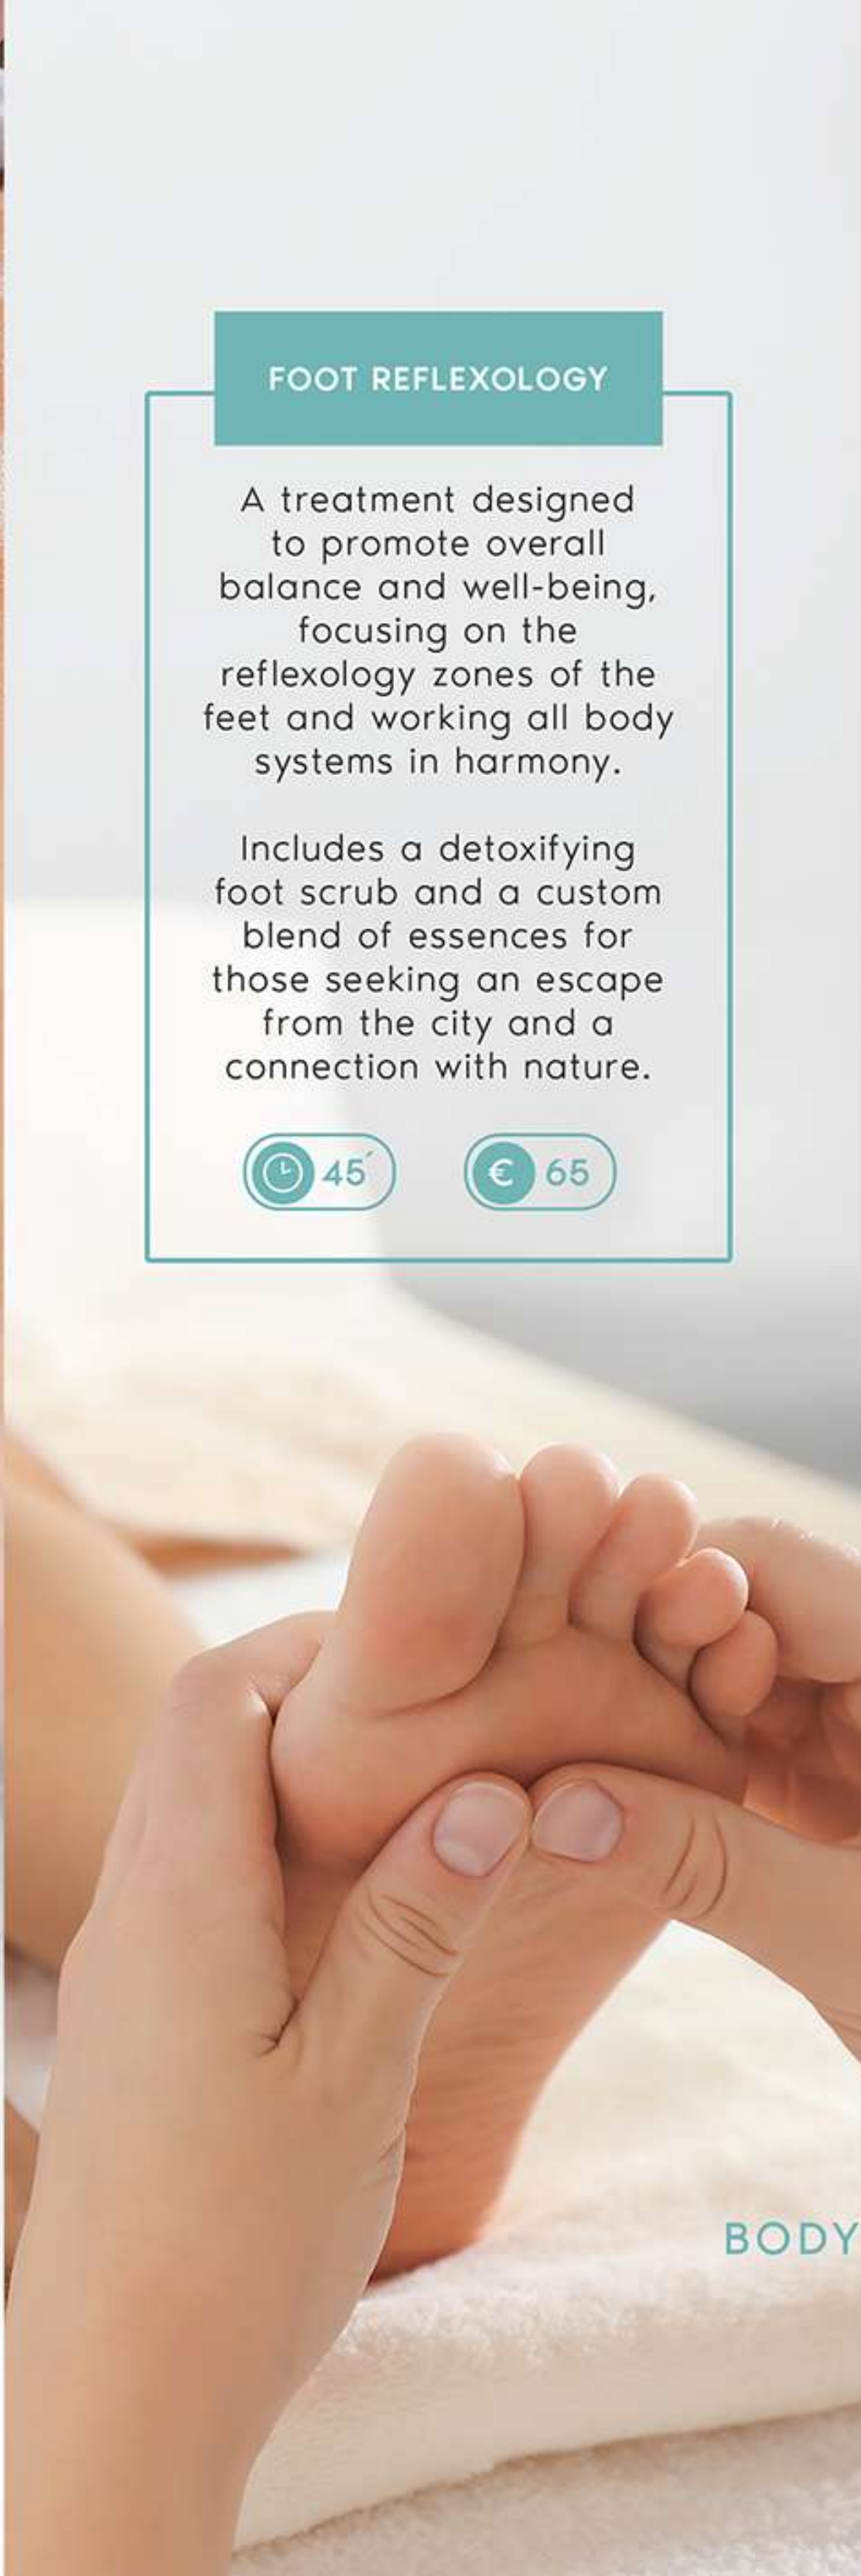 FOOT REFLEXOLOGY
A treatment designed
to promote overall
balance and well-being,
focusing on the
reflexology zones of the
feet and working all body
systems in harmony.
Includes a detoxifying
foot scrub and a custom
blend of essences for
those seeking an escape
from the city and a
connection with nature.
45´ € 65
BODY